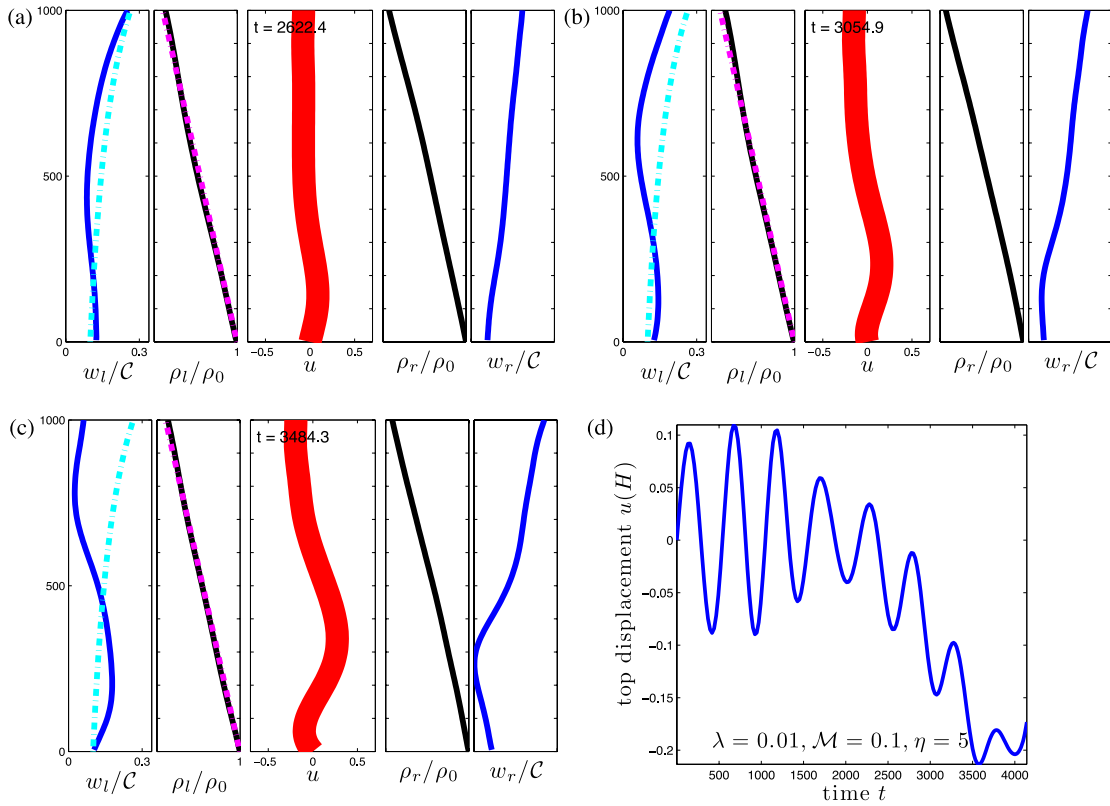 (a)
1000
500
0
t = 2622.4
0 0.3
1
−0.5 0 0.5
w_l/𝒞
ρ_l/ρ_0
u
ρ_r/ρ_0
w_r/𝒞
(b)
1000
500
0
t = 3054.9
0 0.3
1
−0.5 0 0.5
w_l/𝒞
ρ_l/ρ_0
u
ρ_r/ρ_0
w_r/𝒞
(c)
1000
500
0
t = 3484.3
0 0.3
1
−0.5 0 0.5
w_l/𝒞
ρ_l/ρ_0
u
ρ_r/ρ_0
w_r/𝒞
(d)
top displacement u(H)
0.1
0.05
0
−0.05
−0.1
−0.15
−0.2
λ = 0.01, ℳ = 0.1, η = 5
500 1000 1500 2000 2500 3000 3500 4000
time t